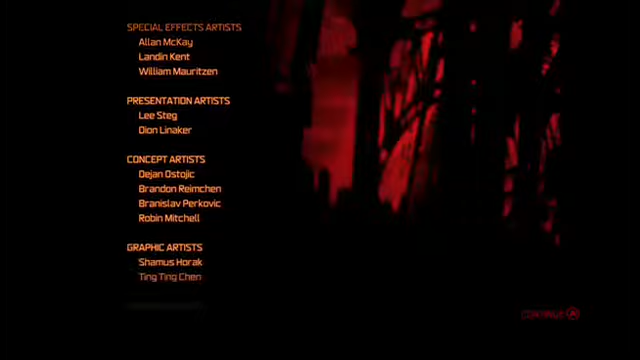 SPECIAL EFFECTS ARTISTS
Allan McKay
Landin Kent
William Mauritzen
PRESENTATION ARTISTS
Lee Steg
Dion Linaker
CONCEPT ARTISTS
Dejan Ostojic
Brandon Reimchen
Branislav Perkovic
Robin Mitchell
GRAPHIC ARTISTS
Shamus Horak
Ting Ting Chen
CONTINUE A